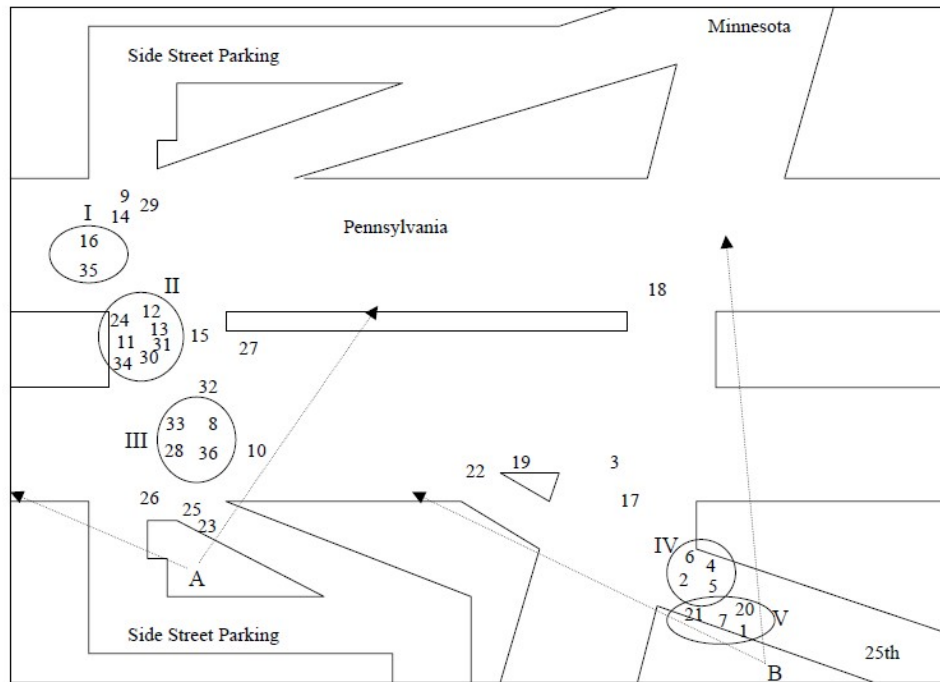 Minnesota
Side Street Parking
9 29
I 14
16
Pennsylvania
35
II
18
12
24 13
15
11 31
27
34 30
32
33 8
III
28 36 10
22 19 3
26
25 17
23
IV 6 4
A
2 5
21 20
7 V
1
Side Street Parking
25th
B